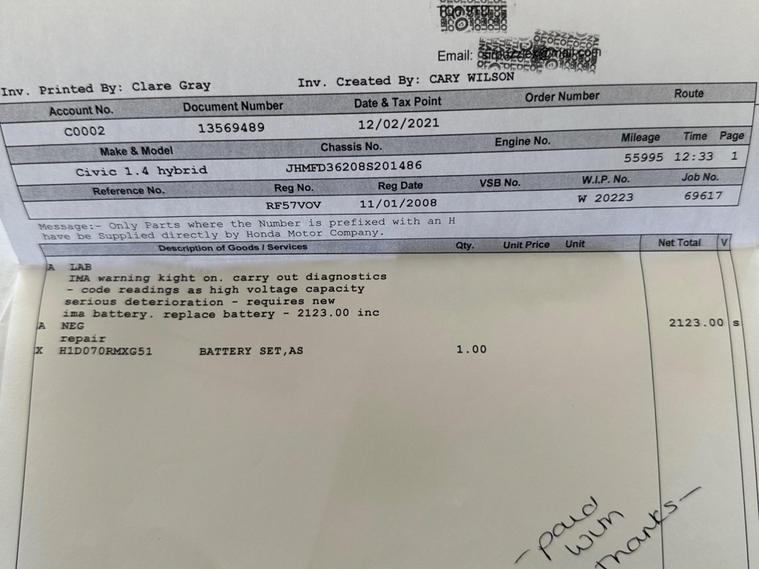 Email:
Inv. Printed By: Clare Gray Inv. Created By: CARY WILSON
Account No. Document Number Date & Tax Point Order Number Route
C0002 13569489 12/02/2021
Make & Model Chassis No. Engine No. Mileage Time Page
Civic 1.4 hybrid JHMFD36208S201486 55995 12:33 1
Reference No. Reg No. Reg Date VSB No. W.I.P. No. Job No.
RF57VOV 11/01/2008 W 20223 69617
Message:- Only Parts where the Number is prefixed with an H
have be Supplied directly by Honda Motor Company.
Description of Goods / Services Qty. Unit Price Unit Net Total V
A LAB
IMA warning kight on. carry out diagnostics
- code readings as high voltage capacity
serious deterioration - requires new
ima battery. replace battery - 2123.00 inc
A NEG 2123.00 s
repair
X H1D070RMXG51 BATTERY SET,AS 1.00
- paid
with
thanks -